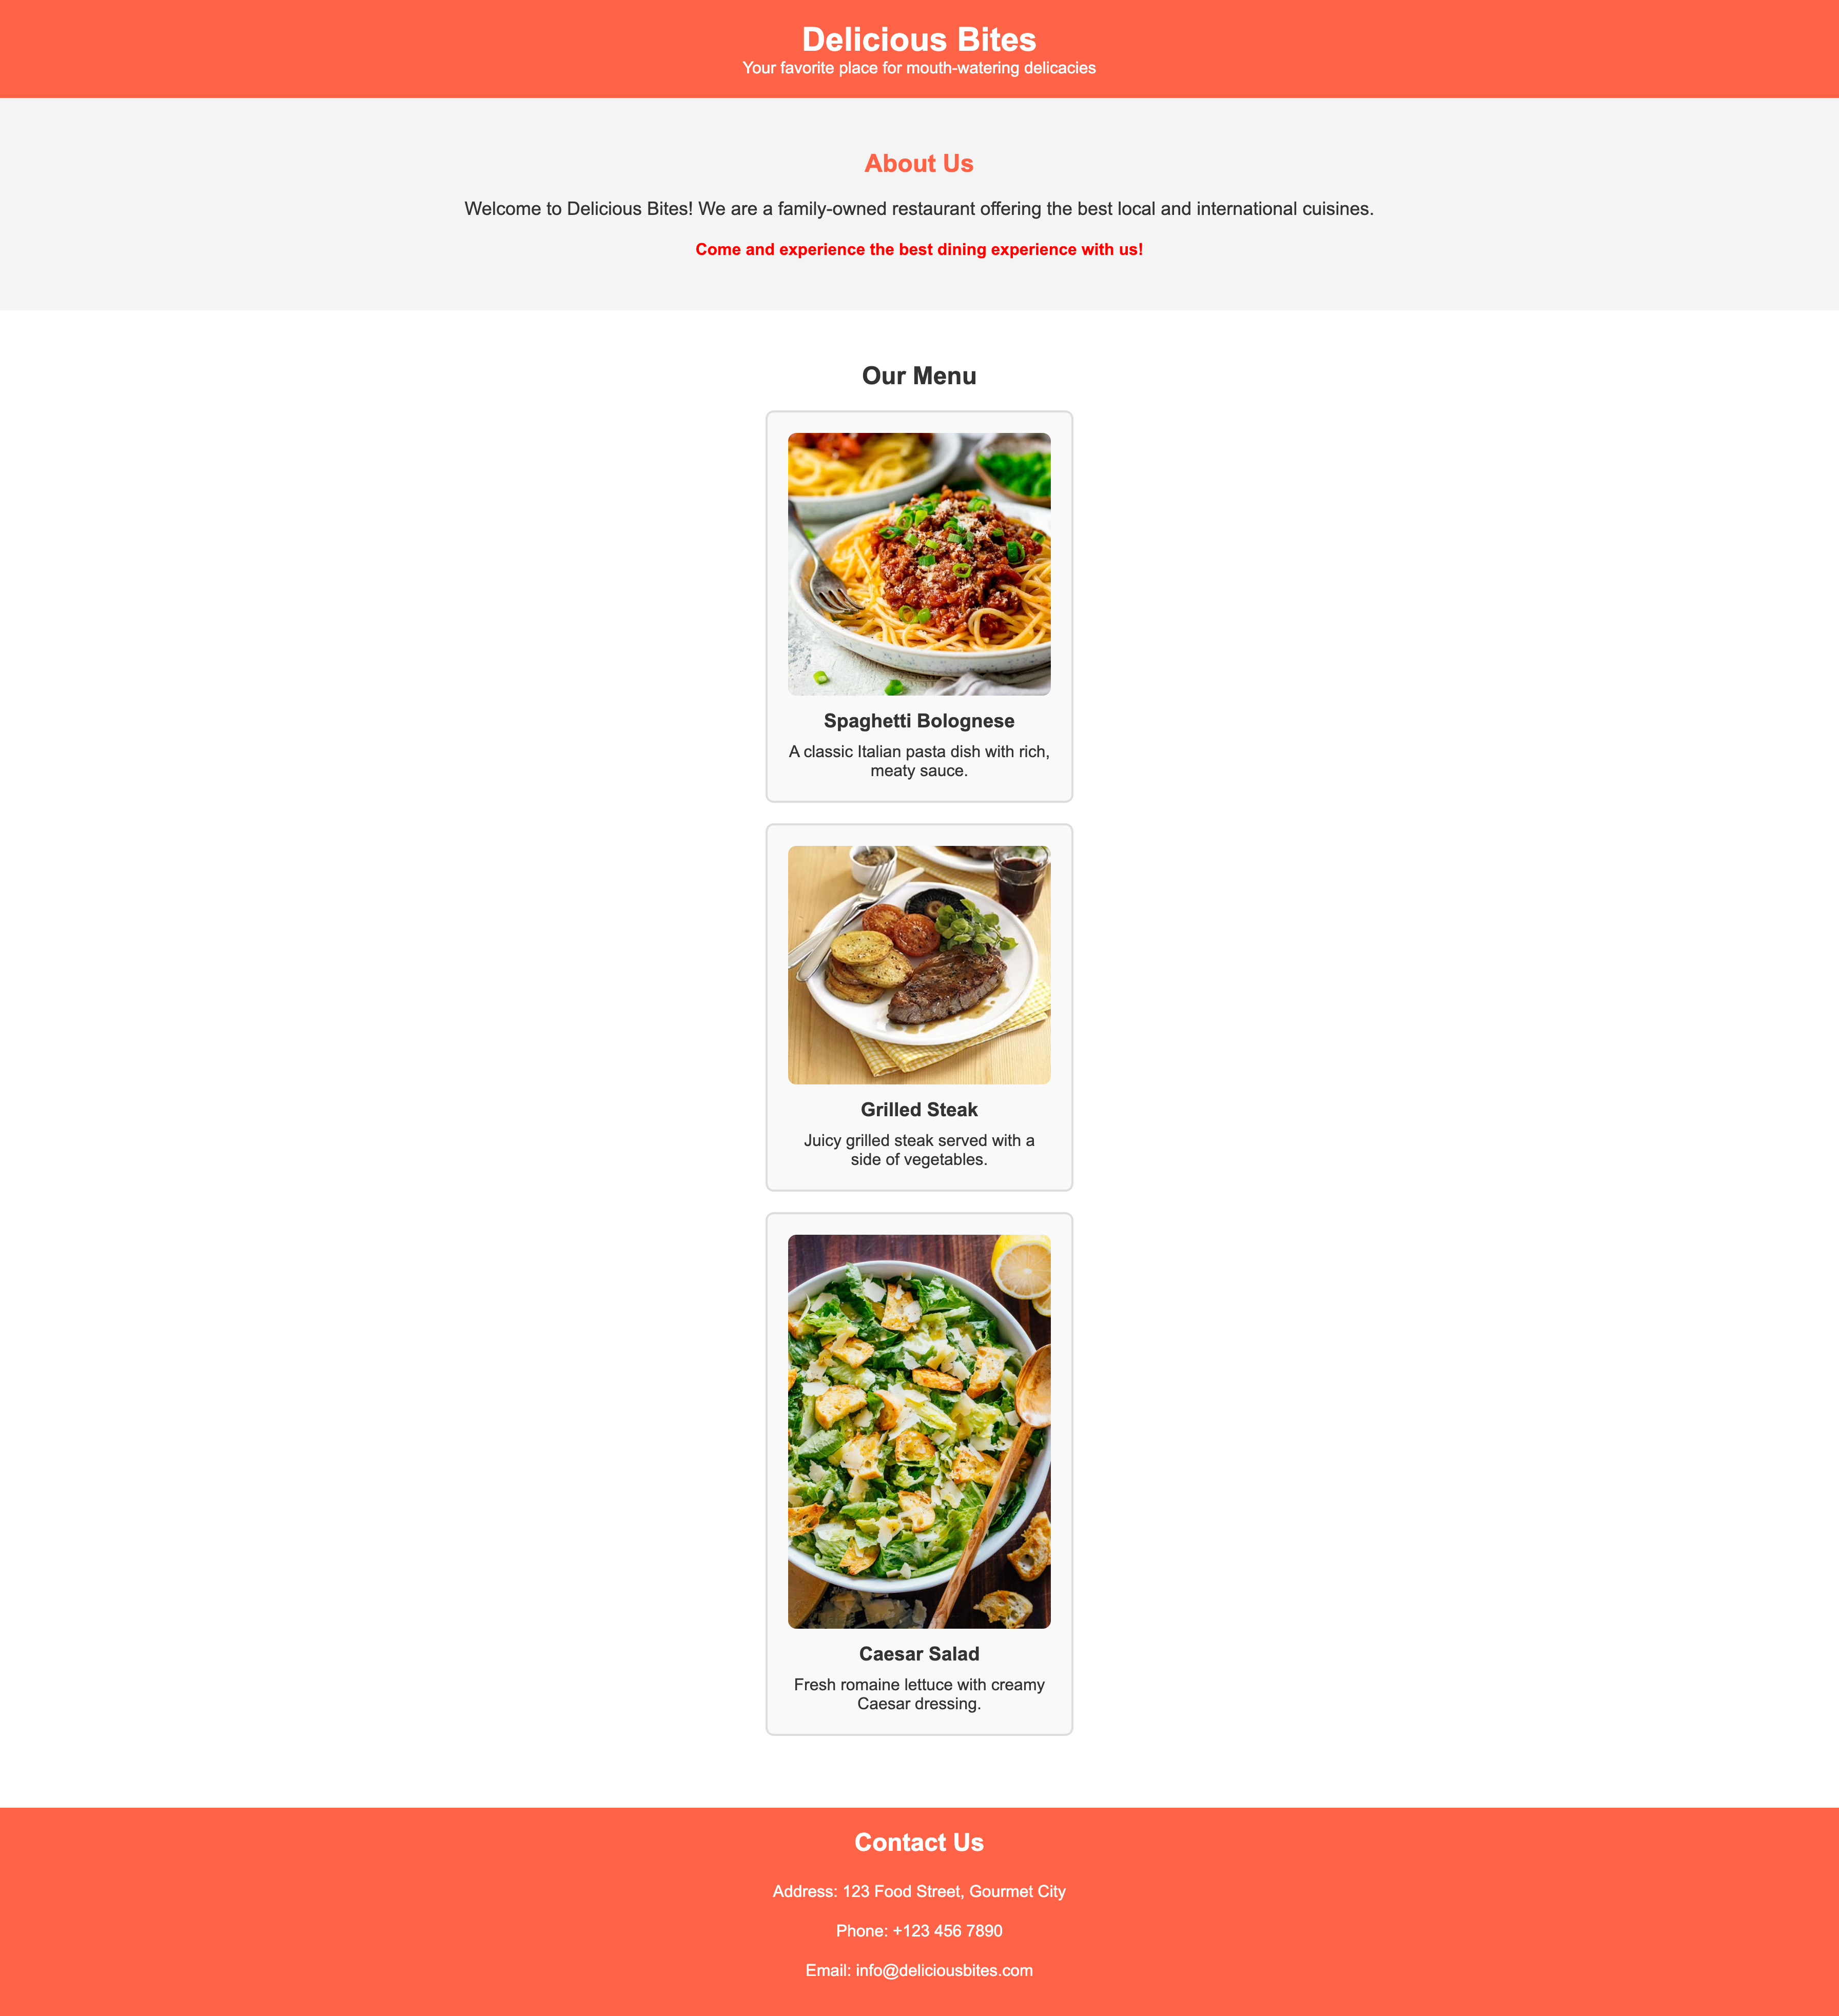 Delicious Bites
Your favorite place for mouth-watering delicacies
About Us
Welcome to Delicious Bites! We are a family-owned restaurant offering the best local and international cuisines.
Come and experience the best dining experience with us!
Our Menu
Spaghetti Bolognese
A classic Italian pasta dish with rich,
meaty sauce.
Grilled Steak
Juicy grilled steak served with a
side of vegetables.
Caesar Salad
Fresh romaine lettuce with creamy
Caesar dressing.
Contact Us
Address: 123 Food Street, Gourmet City
Phone: +123 456 7890
Email: info@deliciousbites.com